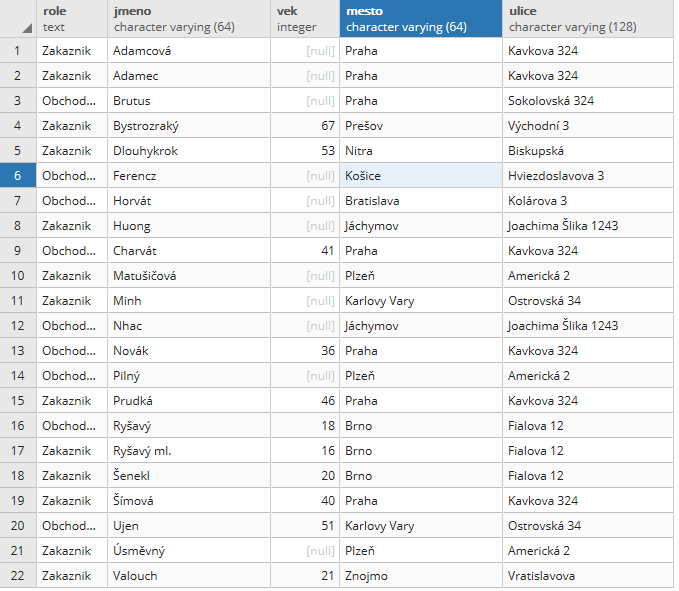 role jmeno vek mesto ulice
text character varying (64) integer character varying (64) character varying (128)
1 Zakaznik Adamcová [null] Praha Kavkova 324
2 Zakaznik Adamec [null] Praha Kavkova 324
3 Obchod... Brutus [null] Praha Sokolovská 324
4 Zakaznik Bystrozraký 67 Prešov Východní 3
5 Zakaznik Dlouhykrok 53 Nitra Biskupská
6 Obchod... Ferencz [null] Košice Hviezdoslavova 3
7 Obchod... Horvát [null] Bratislava Kolárova 3
8 Zakaznik Huong [null] Jáchymov Joachima Šlika 1243
9 Obchod... Charvát 41 Praha Kavkova 324
10 Zakaznik Matušičová [null] Plzeň Americká 2
11 Zakaznik Minh [null] Karlovy Vary Ostrovská 34
12 Obchod... Nhac [null] Jáchymov Joachima Šlika 1243
13 Obchod... Novák 36 Praha Kavkova 324
14 Obchod... Pilný [null] Plzeň Americká 2
15 Zakaznik Prudká 46 Praha Kavkova 324
16 Obchod... Ryšavý 18 Brno Fialova 12
17 Zakaznik Ryšavý ml. 16 Brno Fialova 12
18 Zakaznik Šenekl 20 Brno Fialova 12
19 Zakaznik Šímová 40 Praha Kavkova 324
20 Obchod... Ujen 51 Karlovy Vary Ostrovská 34
21 Zakaznik Úsměvný [null] Plzeň Americká 2
22 Zakaznik Valouch 21 Znojmo Vratislavova